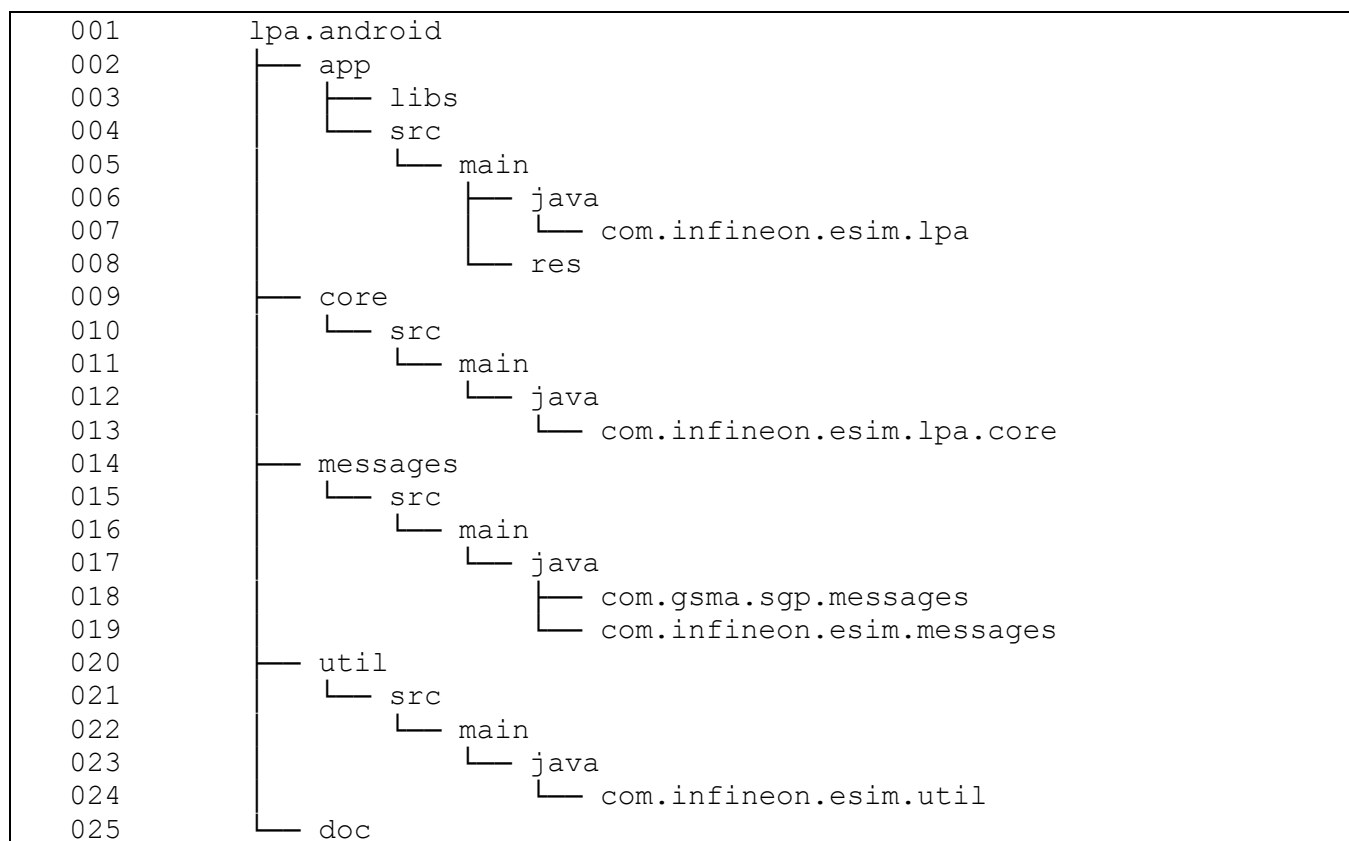 001 lpa.android
002 ├── app
003 │   ├── libs
004 │   └── src
005 │       └── main
006 │           ├── java
007 │           │   └── com.infineon.esim.lpa
008 │           └── res
009 ├── core
010 │   └── src
011 │       └── main
012 │           └── java
013 │               └── com.infineon.esim.lpa.core
014 ├── messages
015 │   └── src
016 │       └── main
017 │           └── java
018 │               ├── com.gsma.sgp.messages
019 │               └── com.infineon.esim.messages
020 ├── util
021 │   └── src
022 │       └── main
023 │           └── java
024 │               └── com.infineon.esim.util
025 └── doc